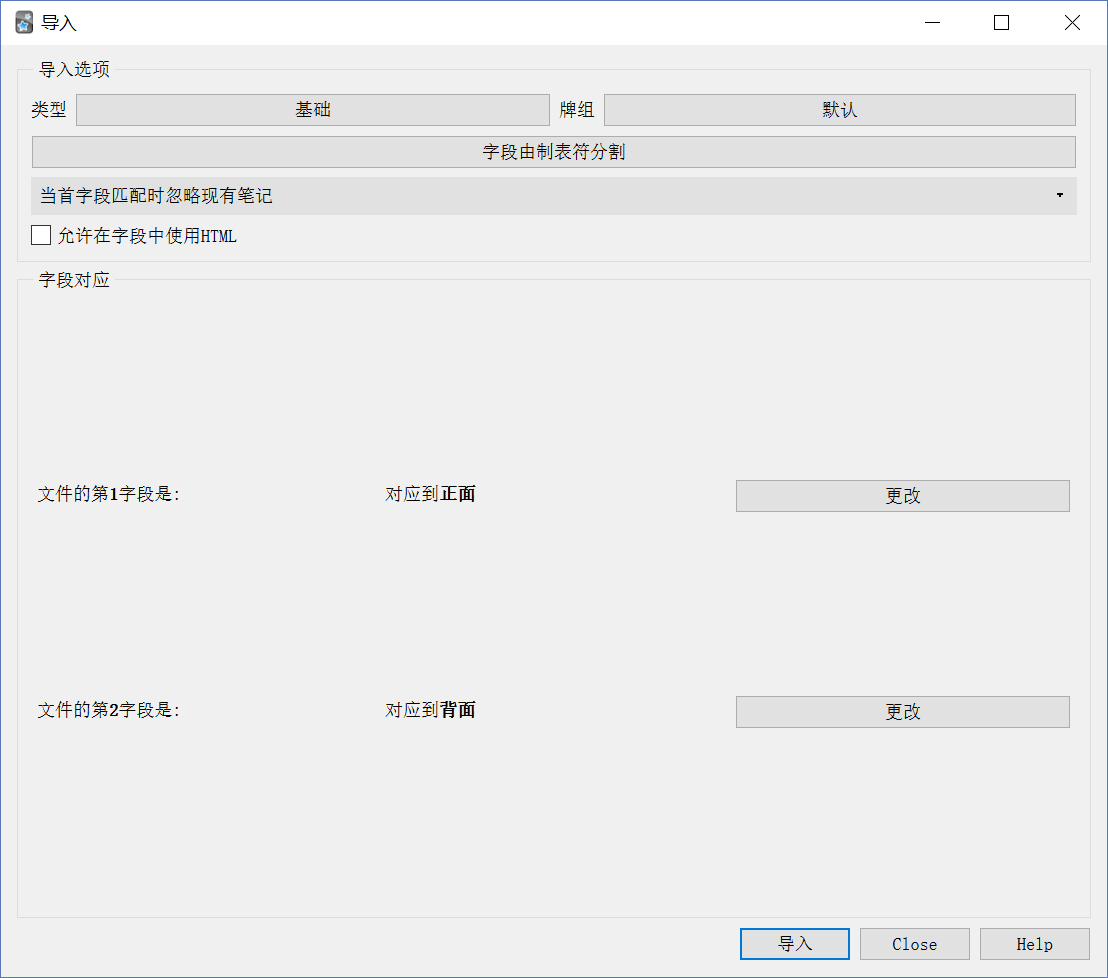 导入
导入选项
类型 基础 牌组 默认
字段由制表符分割
当首字段匹配时忽略现有笔记
允许在字段中使用HTML
字段对应
文件的第1字段是: 对应到正面 更改
文件的第2字段是: 对应到背面 更改
导入 Close Help